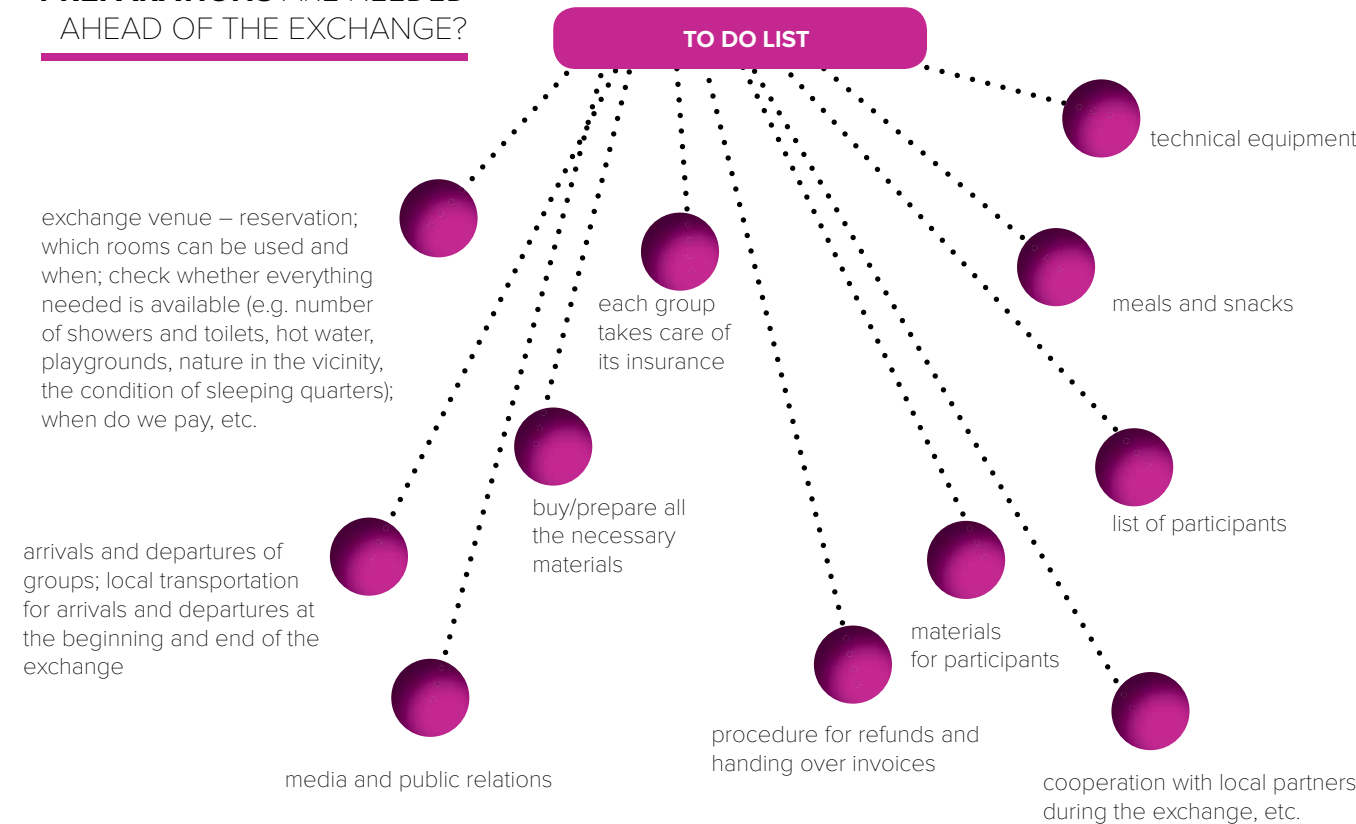 PREPARATIONS ARE NEEDED
AHEAD OF THE EXCHANGE?
TO DO LIST
technical equipment
exchange venue – reservation;
which rooms can be used and
when; check whether everything
needed is available (e.g. number
of showers and toilets, hot water,
playgrounds, nature in the vicinity,
the condition of sleeping quarters);
when do we pay, etc.
each group
takes care of
its insurance
meals and snacks
buy/prepare all
the necessary
materials
list of participants
arrivals and departures of
groups; local transportation
for arrivals and departures at
the beginning and end of the
exchange
materials
for participants
procedure for refunds and
handing over invoices
media and public relations
cooperation with local partners
during the exchange, etc.